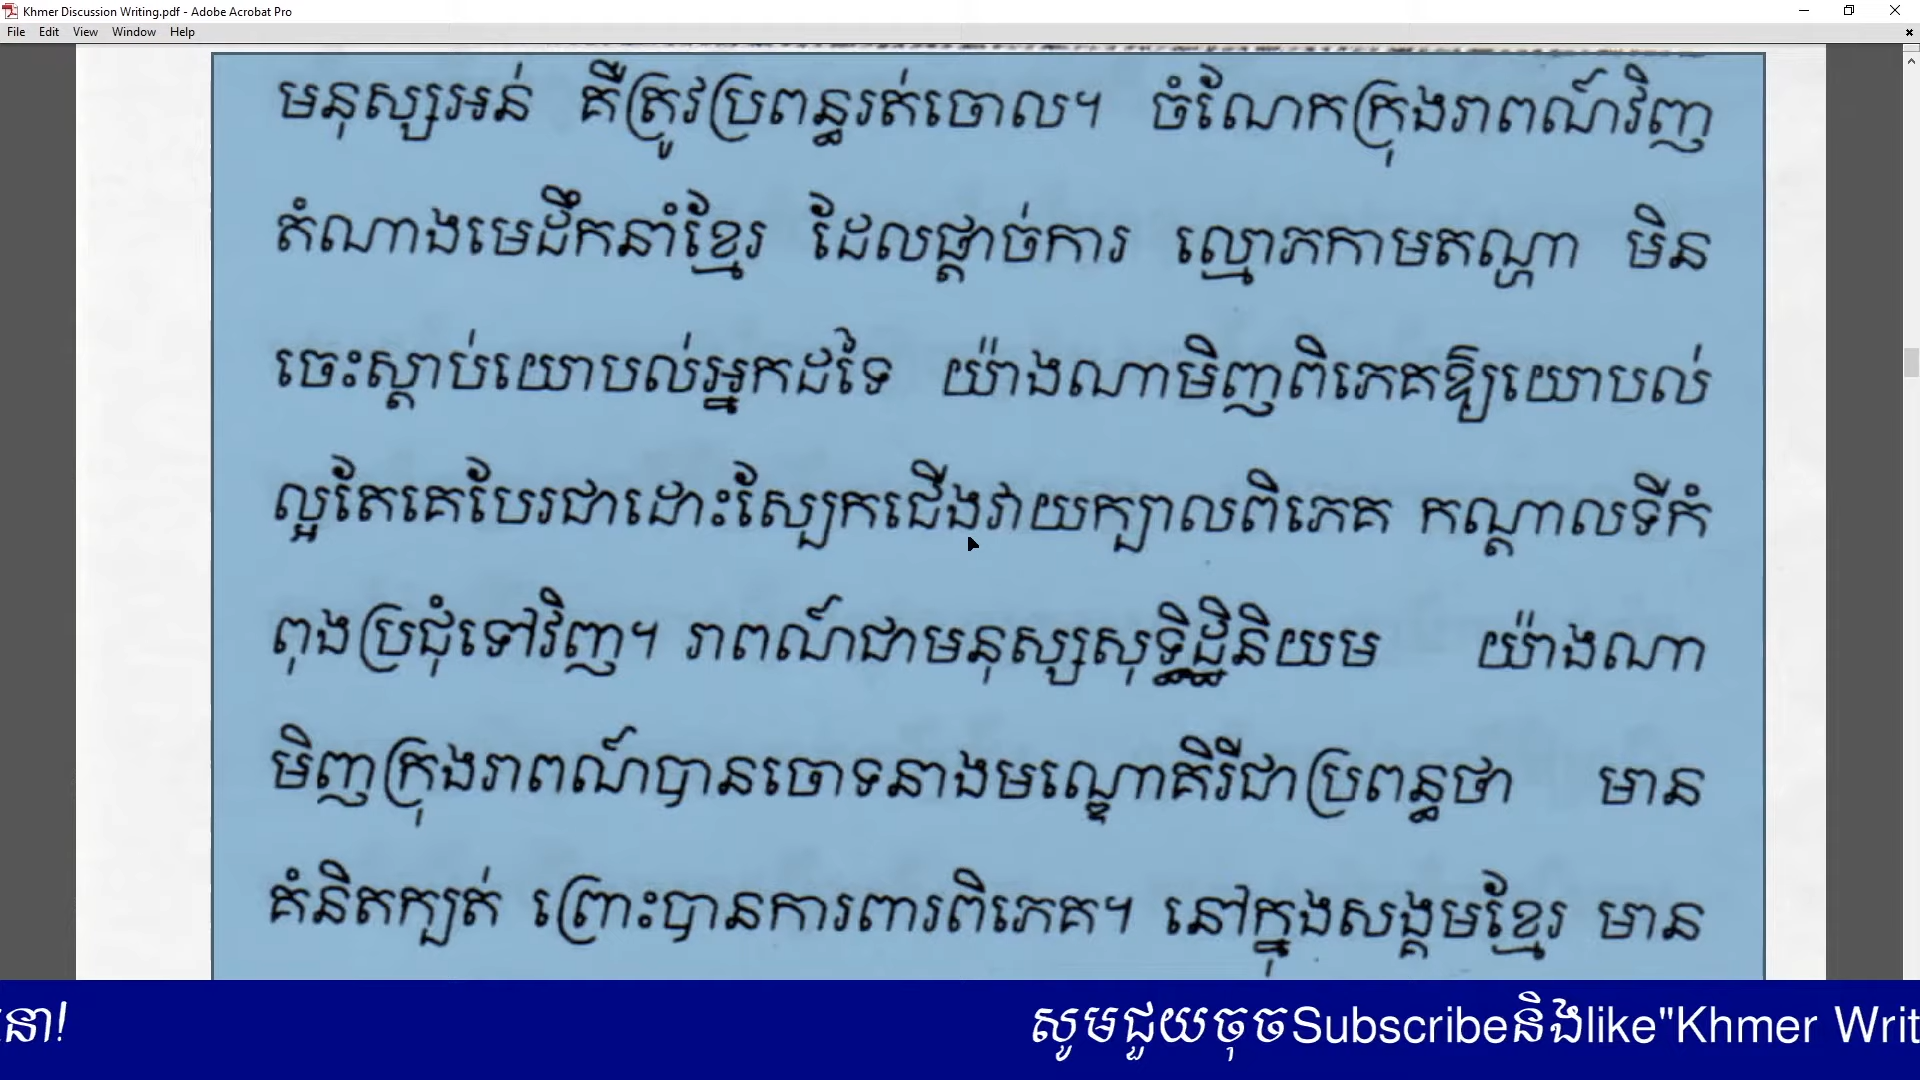 Khmer Discussion Writing.pdf - Adobe Acrobat Pro
File Edit View Window Help
មនុស្សអន់ គឺត្រូវប្រពន្ធរត់ចោល។ ចំណែកក្រុងរាពណ៍វិញ
តំណាងមេដឹកនាំខ្មែរ ដែលផ្ដាច់ការ ល្មោភកាមតណ្ហា មិន
ចេះស្ដាប់យោបល់អ្នកដទៃ យ៉ាងណាមិញពិភេគឱ្យយោបល់
ល្អតែគេបែរជាដោះស្បែកជើងវាយក្បាលពិភេគ កណ្ដាលទីកំ
ពុងប្រជុំទៅវិញ។ រាពណ៍ជាមនុស្សសុទ្ធិដ្ឋិនិយម យ៉ាងណា
មិញក្រុងរាពណ៍បានចោទនាងមណ្ឌោគិរីជាប្រពន្ធថា មាន
គំនិតក្បត់ ព្រោះបានការពារពិភេគ។ នៅក្នុងសង្គមខ្មែរ មាន
នោ! សូមជួយចុចSubscribeនិងlike"Khmer Writ